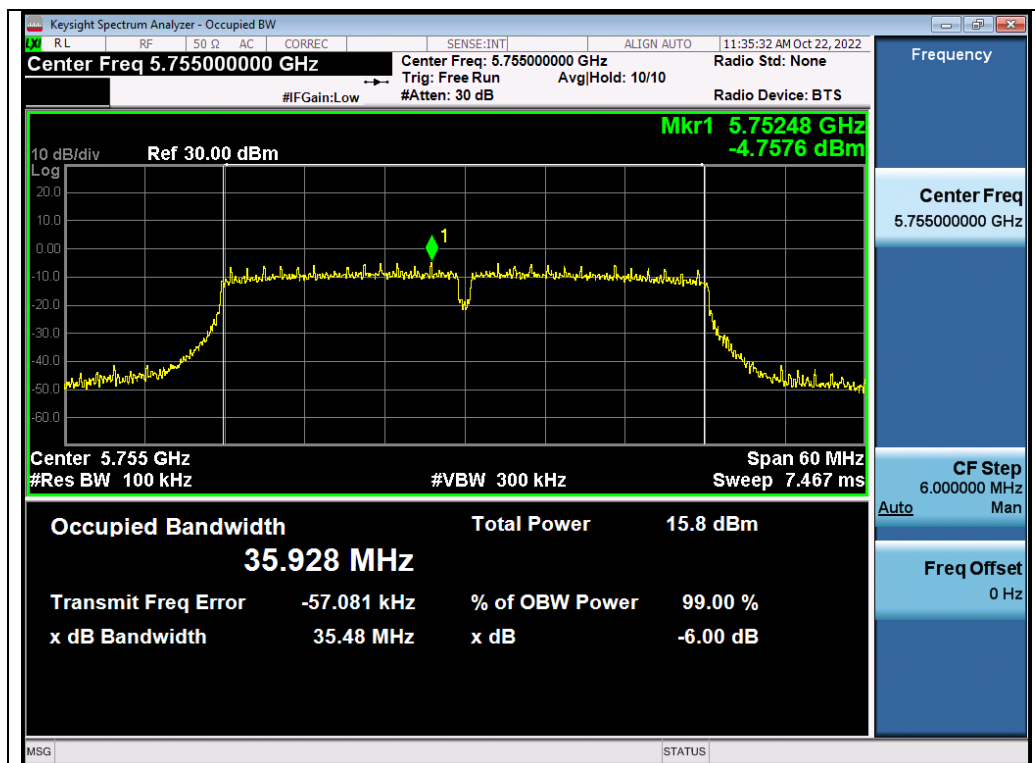 Keysight Spectrum Analyzer - Occupied BW
LXI RL RF 50 Ω AC CORREC SENSE:INT ALIGN AUTO 11:35:32 AM Oct 22, 2022
Center Freq 5.755000000 GHz
Center Freq: 5.755000000 GHz
Radio Std: None
Trig: Free Run Avg|Hold: 10/10
#IFGain:Low
#Atten: 30 dB
Radio Device: BTS
Mkr1 5.75248 GHz
-4.7576 dBm
10 dB/div Ref 30.00 dBm
Log
20.0
10.0
0.00
-10.0
-20.0
-30.0
-40.0
-50.0
-60.0
1
Center 5.755 GHz Span 60 MHz
#Res BW 100 kHz #VBW 300 kHz Sweep 7.467 ms
Occupied Bandwidth Total Power 15.8 dBm
35.928 MHz
Transmit Freq Error -57.081 kHz % of OBW Power 99.00 %
x dB Bandwidth 35.48 MHz x dB -6.00 dB
Frequency
Center Freq
5.755000000 GHz
CF Step
6.000000 MHz
Auto Man
Freq Offset
0 Hz
MSG STATUS